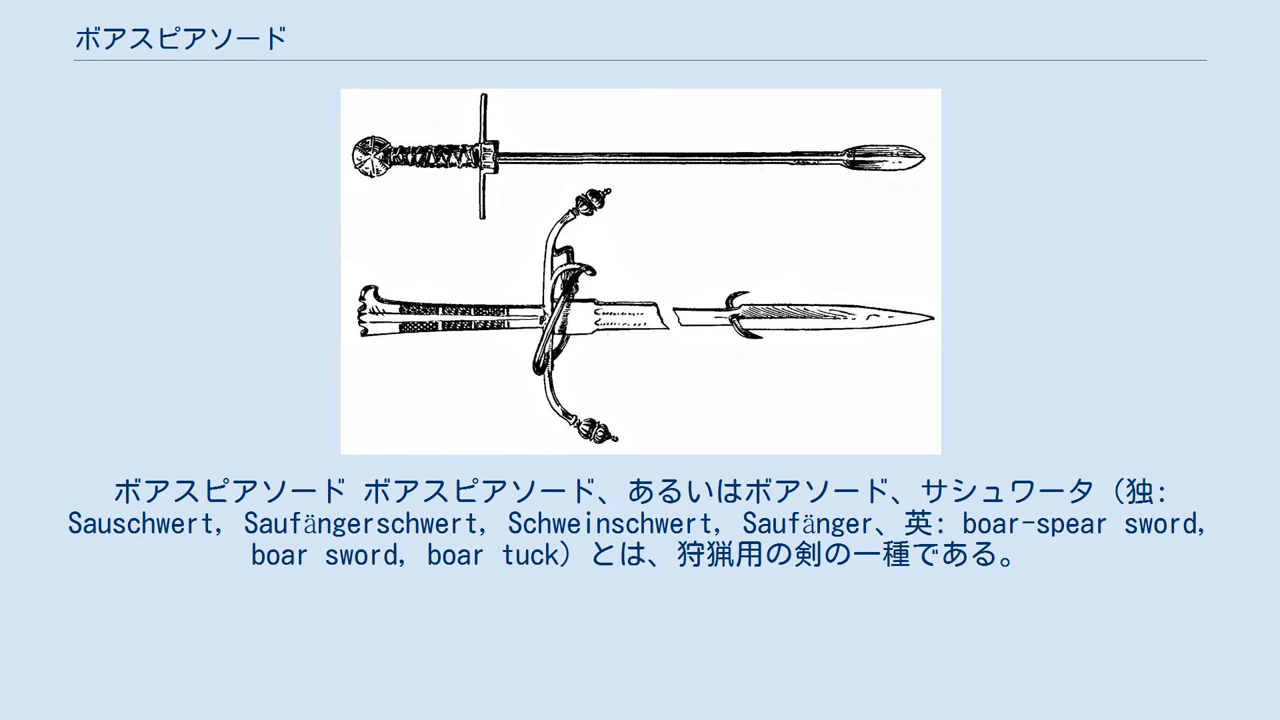 ボアスピアソード
ボアスピアソード ボアスピアソード、あるいはボアソード、サシュワータ（独:
Sauschwert, Saufängerschwert, Schweinschwert, Saufänger、英: boar-spear sword,
boar sword, boar tuck）とは、狩猟用の剣の一種である。